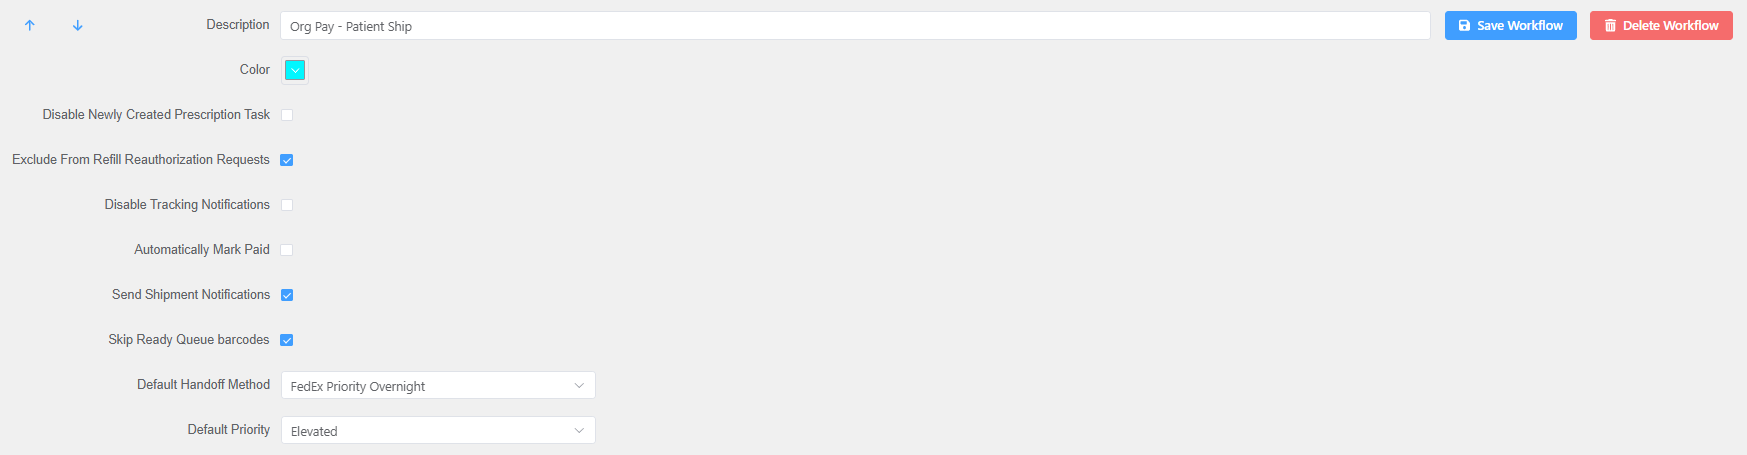 Description Org Pay - Patient Ship Save Workflow Delete Workflow
Color
Disable Newly Created Prescription Task
Exclude From Refill Reauthorization Requests
Disable Tracking Notifications
Automatically Mark Paid
Send Shipment Notifications
Skip Ready Queue barcodes
Default Handoff Method FedEx Priority Overnight
Default Priority Elevated